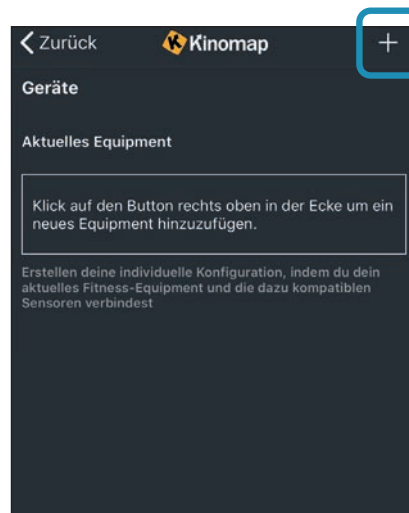 Zurück Kinomap +
Geräte
Aktuelles Equipment
Klick auf den Button rechts oben in der Ecke um ein
neues Equipment hinzuzufügen.
Erstellen deine individuelle Konfiguration, indem du dein
aktuelles Fitness-Equipment und die dazu kompatiblen
Sensoren verbindest